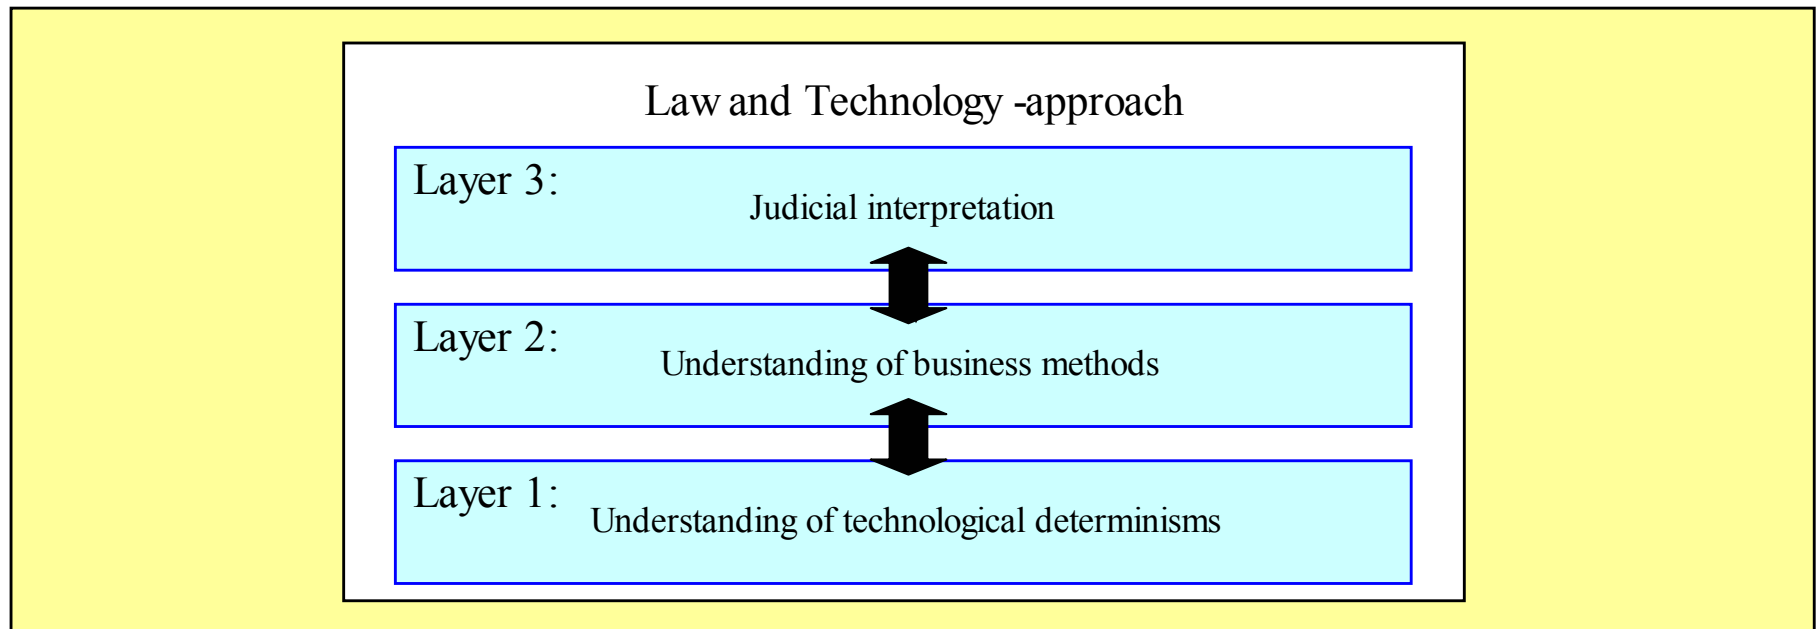 Law and Technology -approach
Layer 3:
Judicial interpretation
Layer 2:
Understanding of business methods
Layer 1:
Understanding of technological determinisms